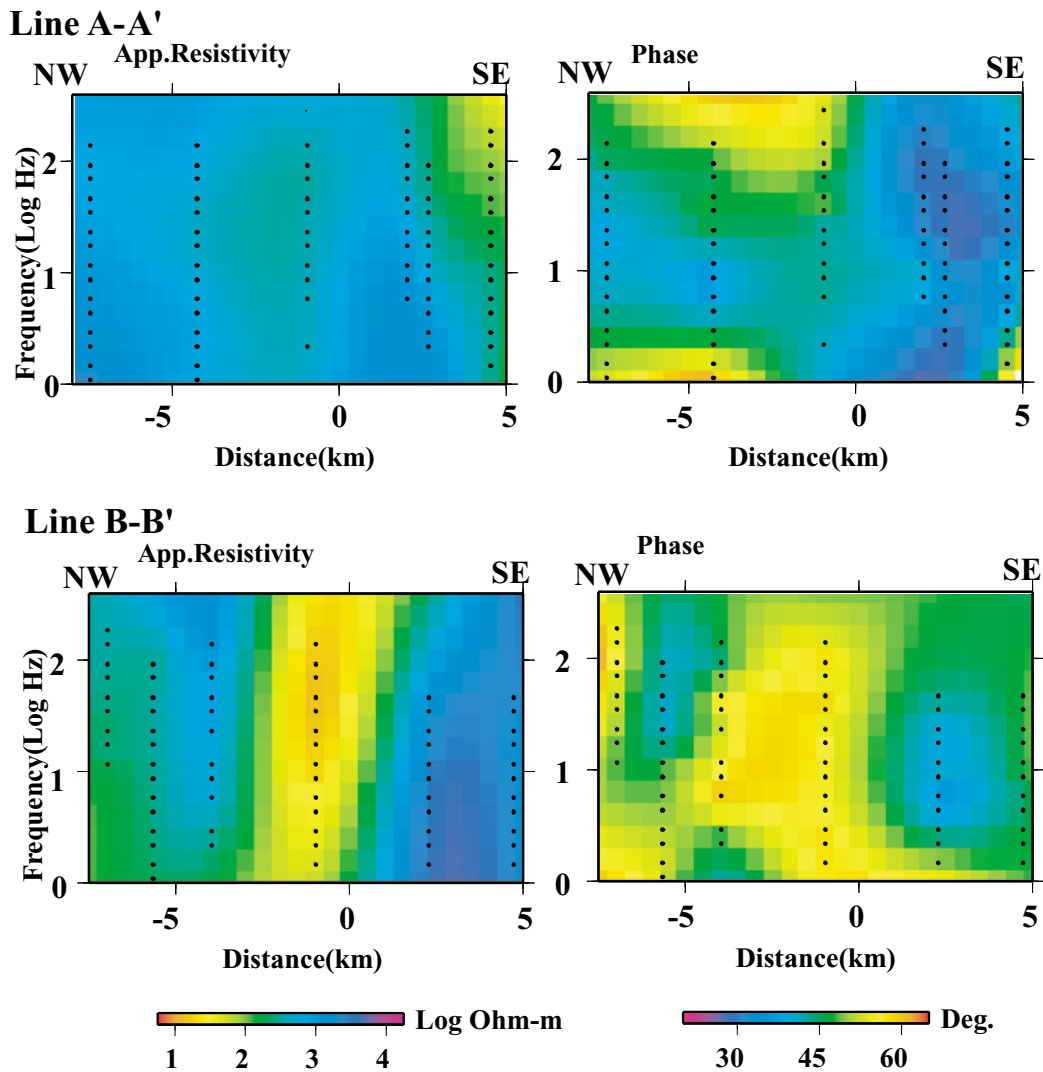 Line A-A'
App.Resistivity
Phase
NW
SE
NW
SE
Frequency(Log Hz)
2
1
0
-5
0
5
Distance(km)
2
1
0
-5
0
5
Distance(km)
Line B-B'
App.Resistivity
Phase
NW
SE
NW
SE
Frequency(Log Hz)
2
1
0
-5
0
5
Distance(km)
2
1
0
-5
0
5
Distance(km)
Log Ohm-m
1
2
3
4
Deg.
30
45
60